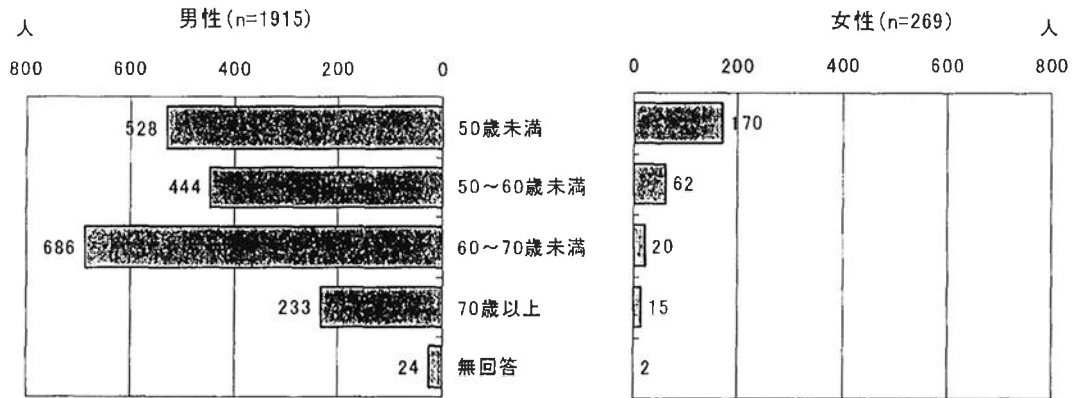 男性(n=1915)
女性(n=269)
人
人
800 600 400 200 0
0 200 400 600 800
528 50歳未満 170
444 50～60歳未満 62
686 60～70歳未満 20
233 70歳以上 15
24 無回答 2